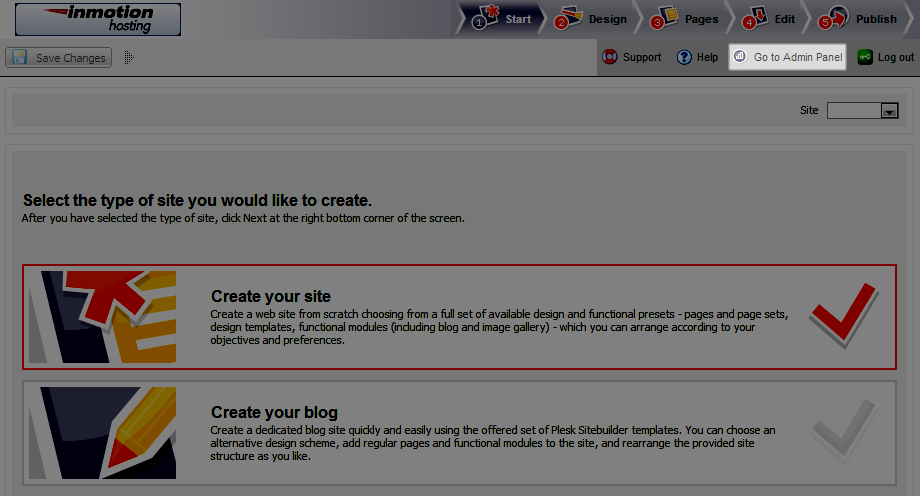 inmotion
hosting
1 Start
2 Design
3 Pages
4 Edit
5 Publish
Save Changes
Support
Help
Go to Admin Panel
Log out
Site
Select the type of site you would like to create.
After you have selected the type of site, click Next at the right bottom corner of the screen.
Create your site
Create a web site from scratch choosing from a full set of available design and functional presets - pages and page sets,
design templates, functional modules (including blog and image gallery) - which you can arrange according to your
objectives and preferences.
Create your blog
Create a dedicated blog site quickly and easily using the offered set of Plesk Sitebuilder templates. You can choose an
alternative design scheme, add regular pages and functional modules to the site, and rearrange the provided site
structure as you like.